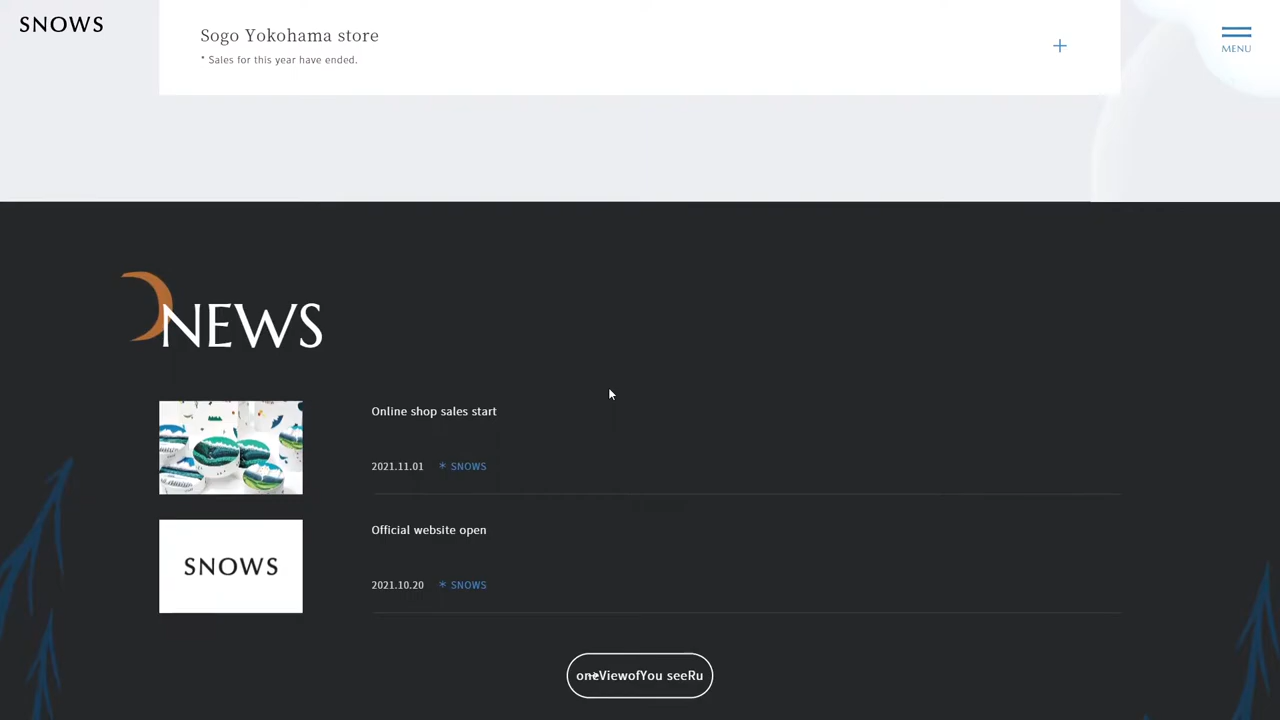 SNOWS
Sogo Yokohama store
* Sales for this year have ended.
MENU
NEWS
Online shop sales start
2021.11.01 * SNOWS
SNOWS
Official website open
2021.10.20 * SNOWS
oneViewofYou seeRu